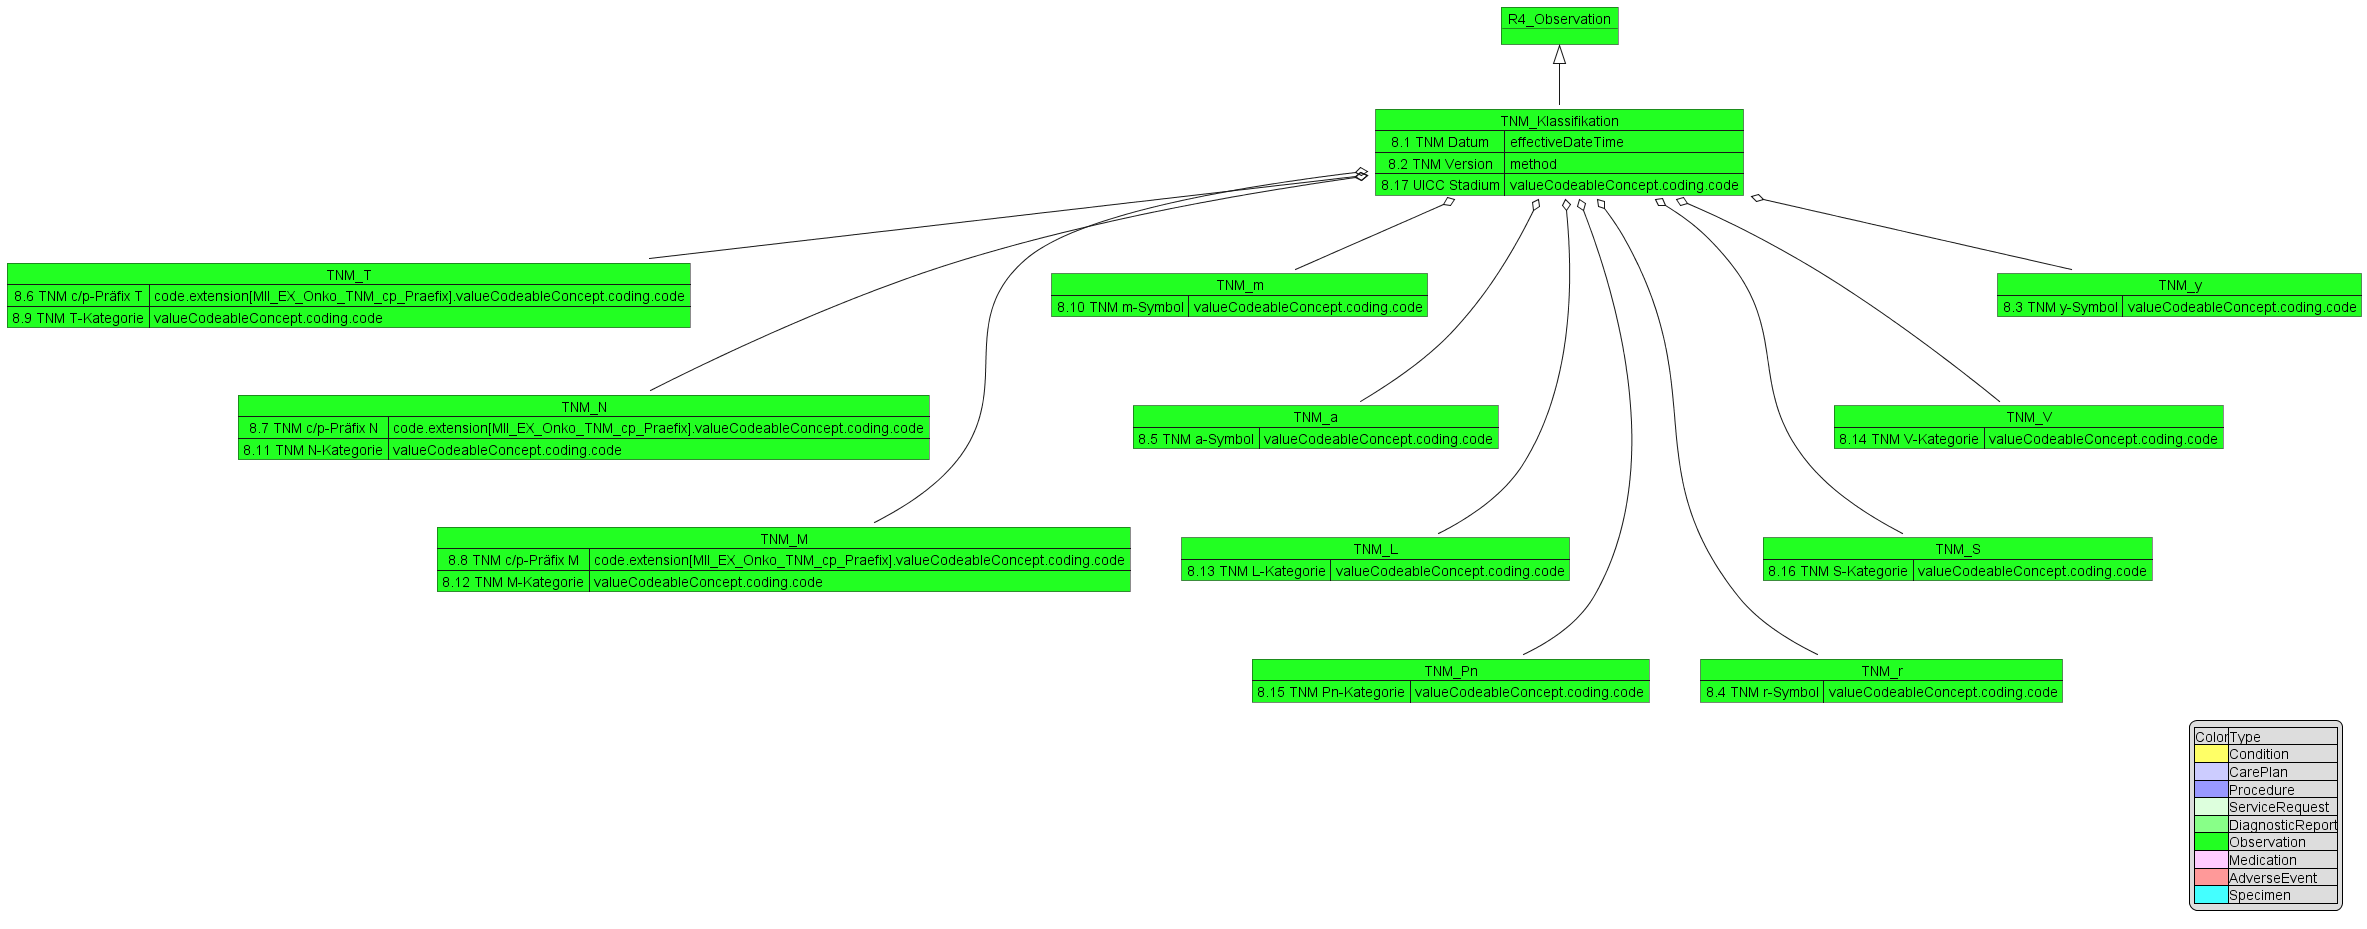 R4_Observation
TNM_Klassifikation
8.1 TNM Datum effectiveDateTime
8.2 TNM Version method
8.17 UICC Stadium valueCodeableConcept.coding.code
TNM_T
8.6 TNM c/p-Präfix T code.extension[MII_EX_Onko_TNM_cp_Praefix].valueCodeableConcept.coding.code
8.9 TNM T-Kategorie valueCodeableConcept.coding.code
TNM_m
8.10 TNM m-Symbol valueCodeableConcept.coding.code
TNM_y
8.3 TNM y-Symbol valueCodeableConcept.coding.code
TNM_N
8.7 TNM c/p-Präfix N code.extension[MII_EX_Onko_TNM_cp_Praefix].valueCodeableConcept.coding.code
8.11 TNM N-Kategorie valueCodeableConcept.coding.code
TNM_a
8.5 TNM a-Symbol valueCodeableConcept.coding.code
TNM_V
8.14 TNM V-Kategorie valueCodeableConcept.coding.code
TNM_M
8.8 TNM c/p-Präfix M code.extension[MII_EX_Onko_TNM_cp_Praefix].valueCodeableConcept.coding.code
8.12 TNM M-Kategorie valueCodeableConcept.coding.code
TNM_L
8.13 TNM L-Kategorie valueCodeableConcept.coding.code
TNM_S
8.16 TNM S-Kategorie valueCodeableConcept.coding.code
TNM_Pn
8.15 TNM Pn-Kategorie valueCodeableConcept.coding.code
TNM_r
8.4 TNM r-Symbol valueCodeableConcept.coding.code
Color Type
Condition
CarePlan
Procedure
ServiceRequest
DiagnosticReport
Observation
Medication
AdverseEvent
Specimen